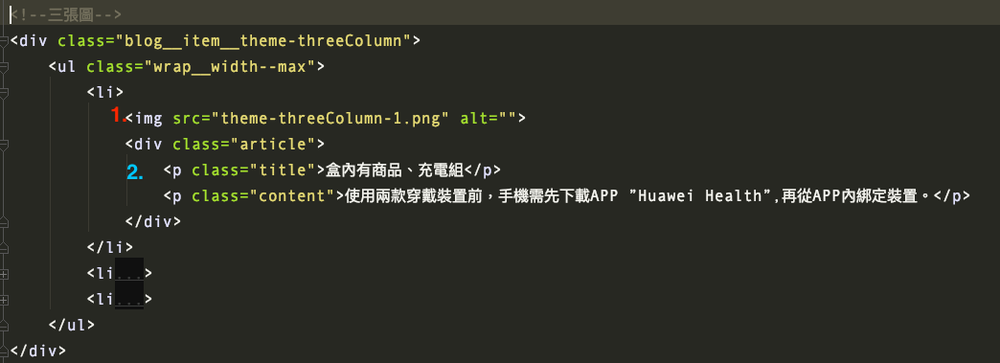 <!--三張圖-->
<div class="blog__item__theme-threeColumn">
<ul class="wrap__width--max">
<li>
1.<img src="theme-threeColumn-1.png" alt="">
<div class="article">
2. <p class="title">盒內有商品、充電組</p>
<p class="content">使用兩款穿戴裝置前，手機需先下載APP ”Huawei Health”,再從APP內綁定裝置。</p>
</div>
</li>
<li...>
<li...>
</ul>
</div>